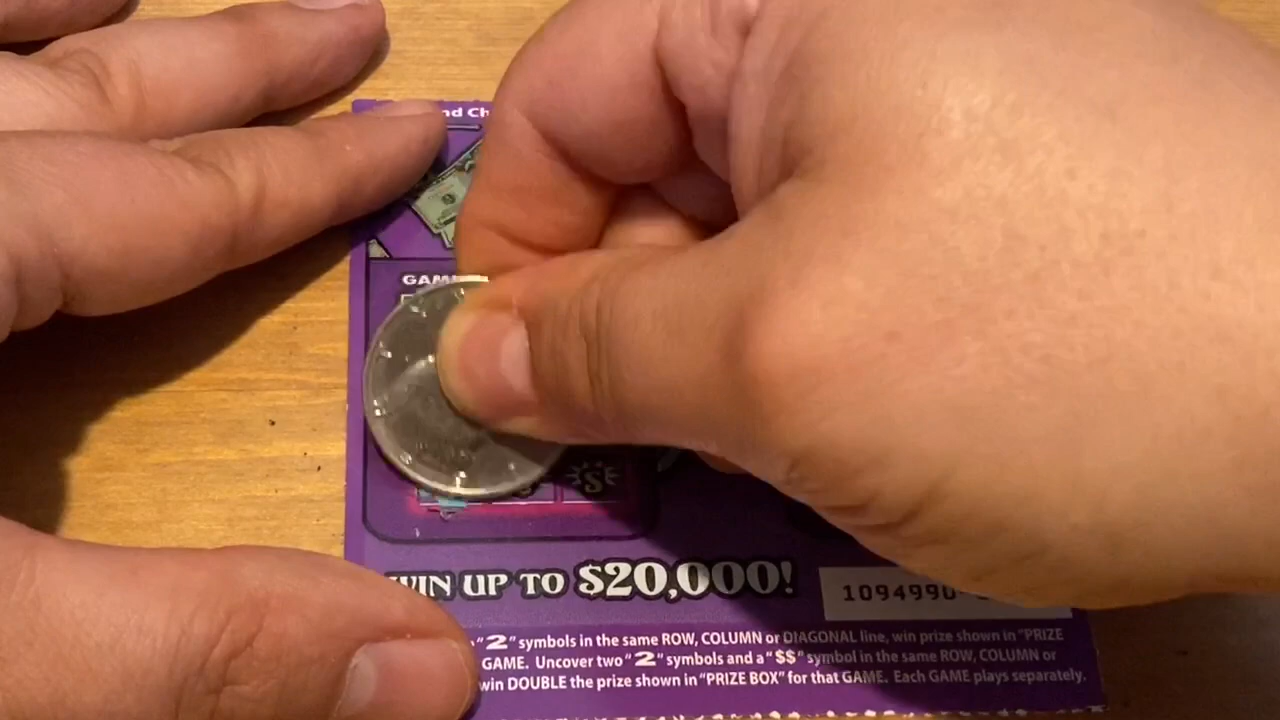 nd Ch
GAM
WIN UP TO $20,000!
1094990
"2" symbols in the same ROW, COLUMN or DIAGONAL line, win prize shown in "PRIZE
GAME. Uncover two "2" symbols and a "$$" symbol in the same ROW, COLUMN or
win DOUBLE the prize shown in "PRIZE BOX" for that GAME. Each GAME plays separately.